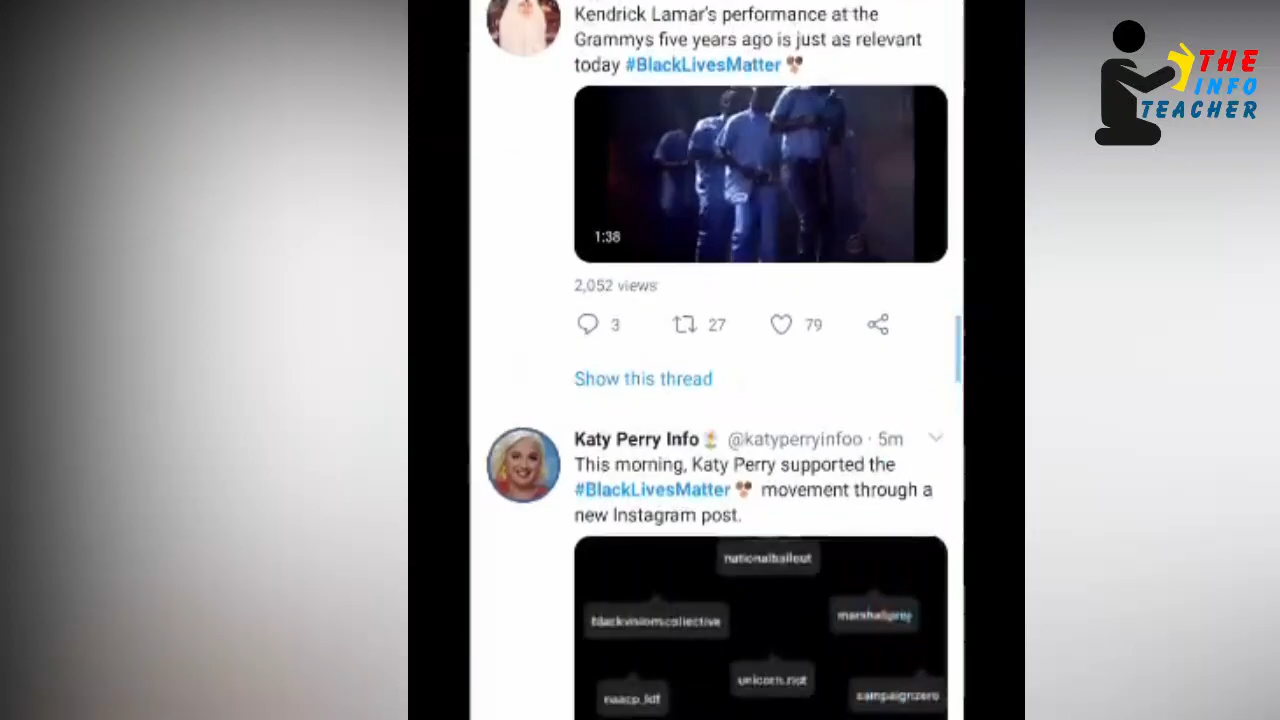 Kendrick Lamar's performance at the
Grammys five years ago is just as relevant
today #BlackLivesMatter
1:38
2,052 views
3 27 79
Show this thread
Katy Perry Info @katyperryinfoo · 5m
This morning, Katy Perry supported the
#BlackLivesMatter movement through a
new Instagram post.
nationalbailout
blackvisionscollective
marshallproj
unicorn.riot
naacp_ldf
campaignzero
THE
INFO
TEACHER